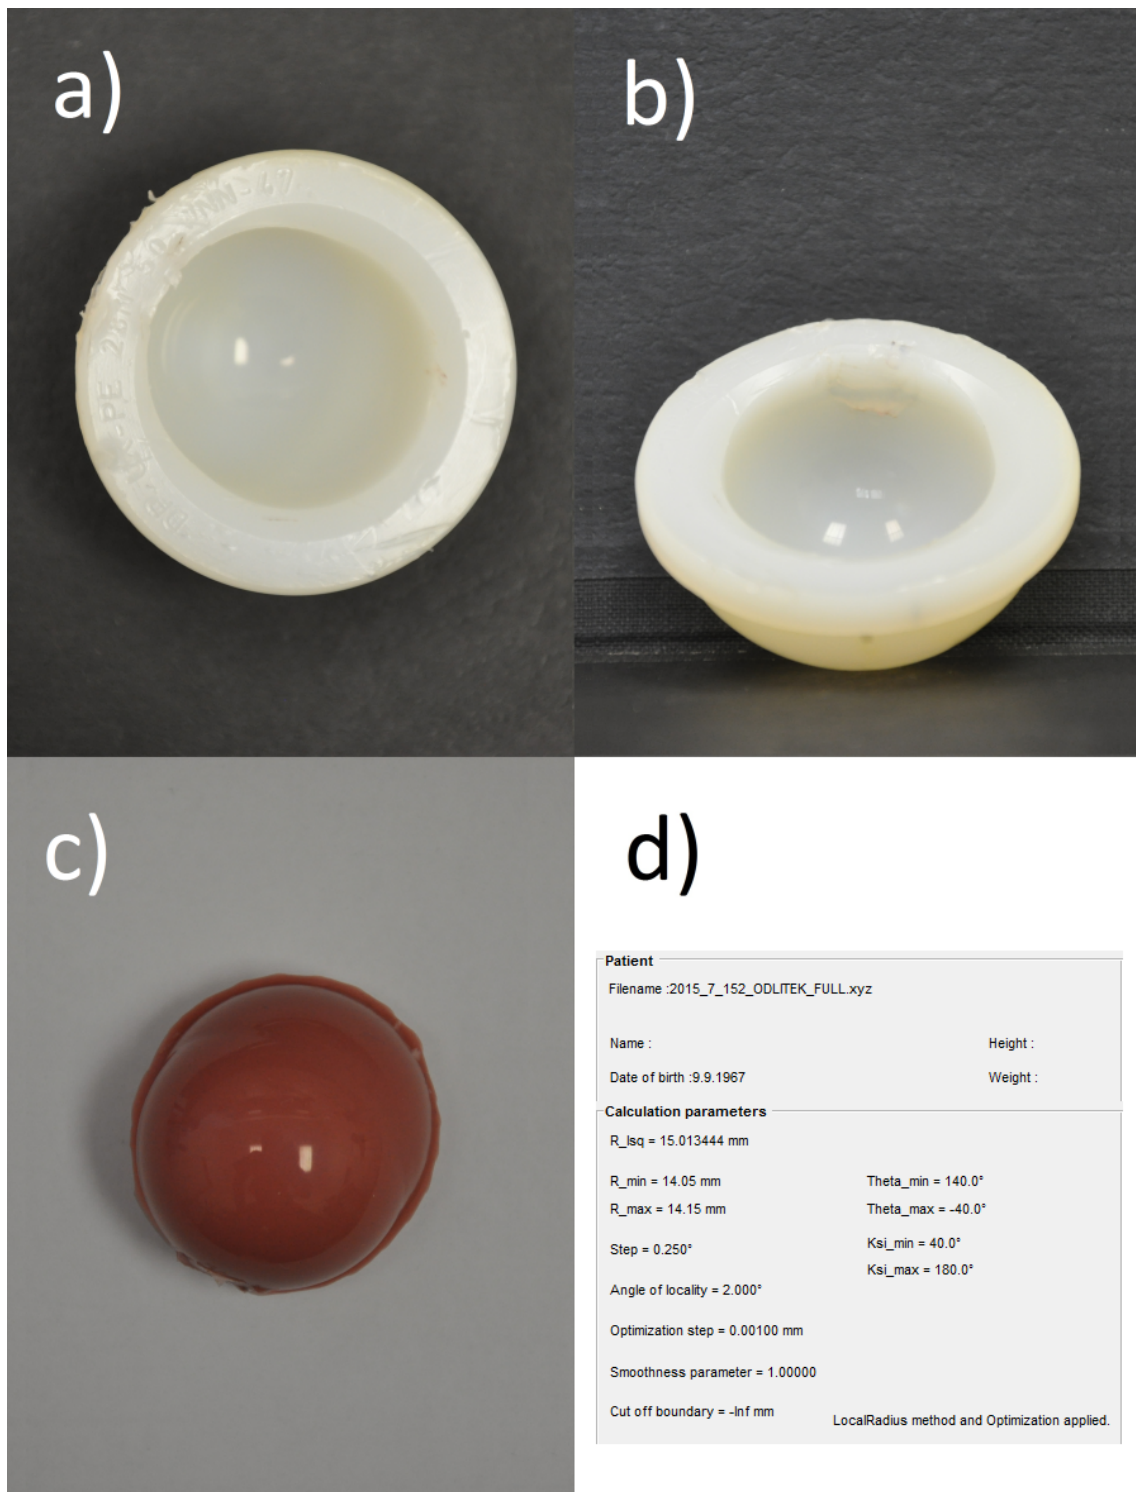 a)
b)
c)
d)
Patient
Filename :2015_7_152_ODLITEK_FULL.xyz
Name :
Height :
Date of birth :9.9.1967
Weight :
Calculation parameters
R_lsq = 15.013444 mm
R_min = 14.05 mm
Theta_min = 140.0°
R_max = 14.15 mm
Theta_max = -40.0°
Step = 0.250°
Ksi_min = 40.0°
Ksi_max = 180.0°
Angle of locality = 2.000°
Optimization step = 0.00100 mm
Smoothness parameter = 1.00000
Cut off boundary = -Inf mm
LocalRadius method and Optimization applied.